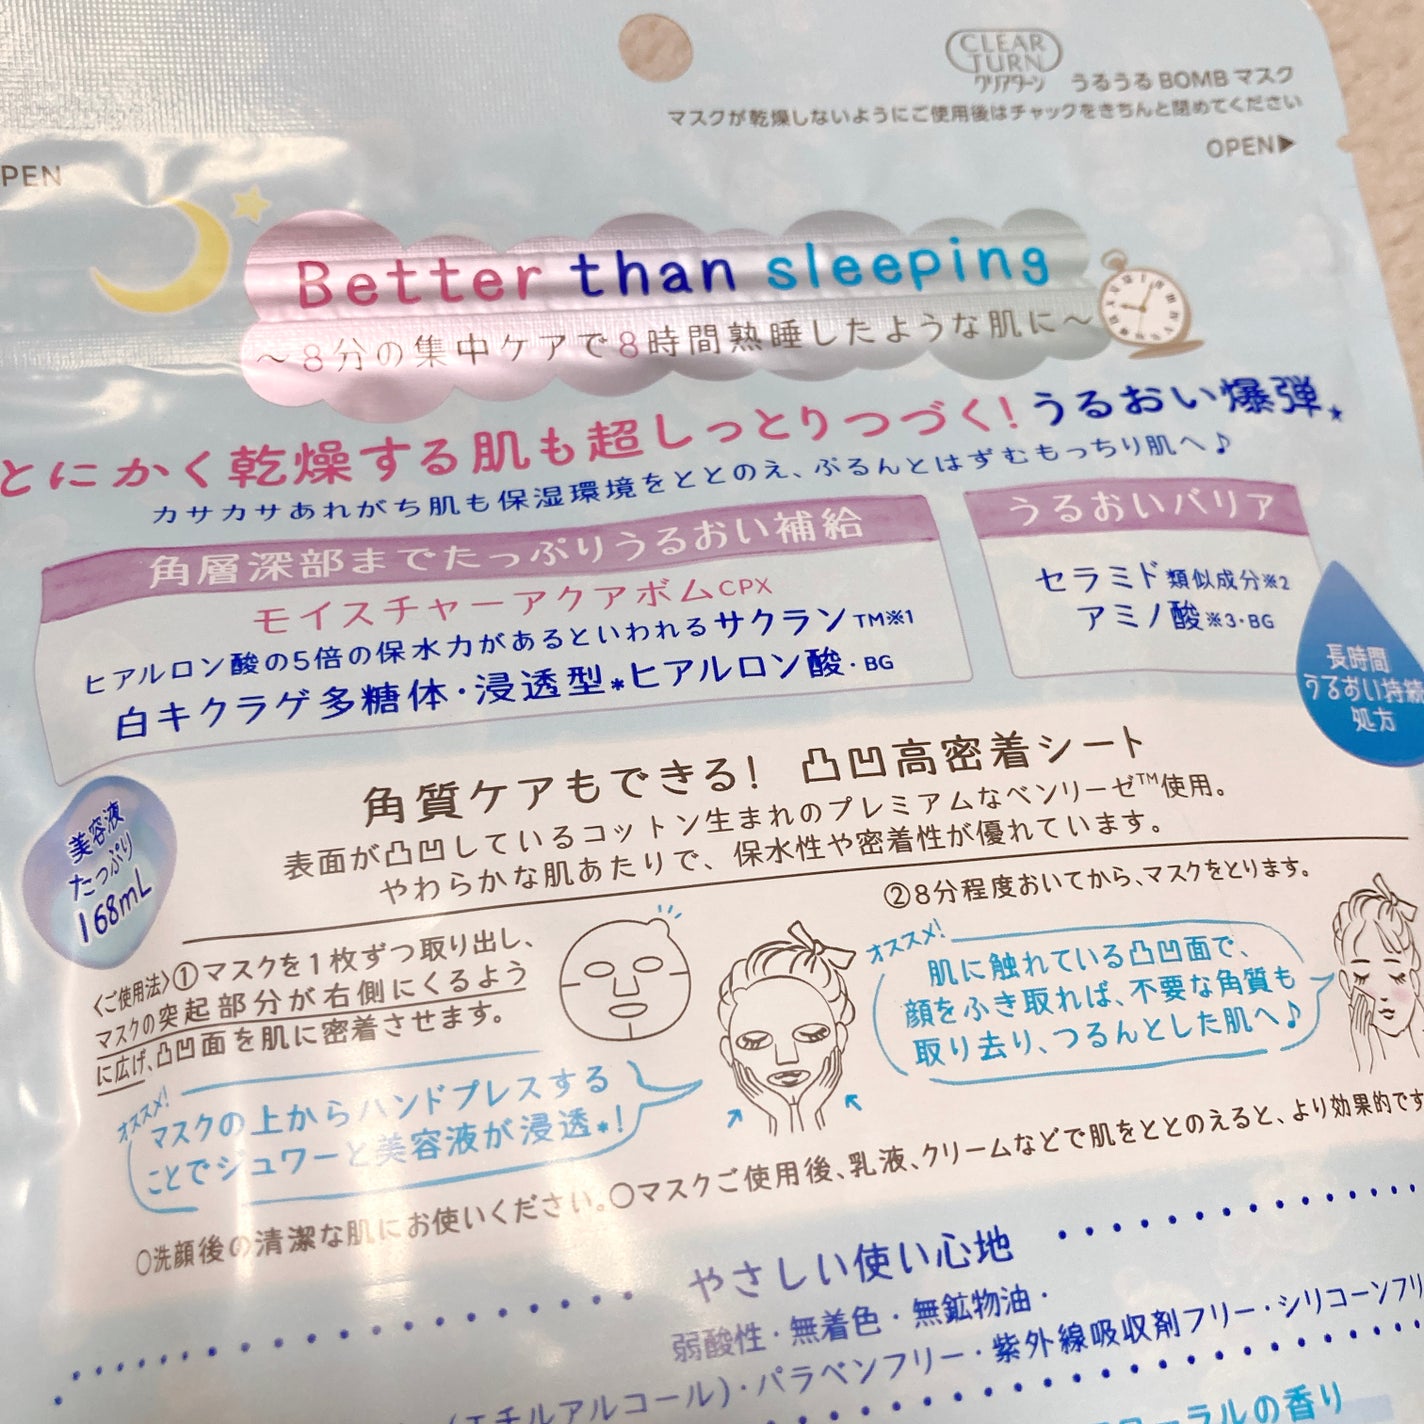 CLEAR
TURN
クリアターン
うるうるBOMBマスク
マスクが乾燥しないようにご使用後はチャックをきちんと閉めてください
PEN
OPEN▶
Better than sleeping
～8分の集中ケアで8時間熟睡したような肌に～
とにかく乾燥する肌も超しっとりつづく!うるおい爆弾★
カサカサあれがち肌も保湿環境をととのえ、ぷるんとはずむもっちり肌へ♪
角層深部までたっぷりうるおい補給
モイスチャーアクアボムCPX
ヒアルロン酸の5倍の保水力があるといわれるサクラン™※1
白キクラゲ多糖体・浸透型*ヒアルロン酸・BG
うるおいバリア
セラミド類似成分※2
アミノ酸※3・BG
長時間
うるおい持続
処方
美容液
たっぷり
168mL
角質ケアもできる! 凸凹高密着シート
表面が凸凹しているコットン生まれのプレミアムなベンリーゼ™使用。
やわらかな肌あたりで、保水性や密着性が優れています。
〈ご使用法〉①マスクを1枚ずつ取り出し、
マスクの突起部分が右側にくるよう
に広げ、凸凹面を肌に密着させます。
オススメ!
マスクの上からハンドプレスする
ことでジュワーと美容液が浸透*!
②8分程度おいてから、マスクをとります。
オススメ!
肌に触れている凸凹面で、
顔をふき取れば、不要な角質も
取り去り、つるんとした肌へ♪
○洗顔後の清潔な肌にお使いください。○マスクご使用後、乳液、クリームなどで肌をととのえると、より効果的です
やさしい使い心地
弱酸性・無着色・無鉱物油・
(エチルアルコール)・パラベンフリー・紫外線吸収剤フリー・シリコーンフリ
ローラルの香り